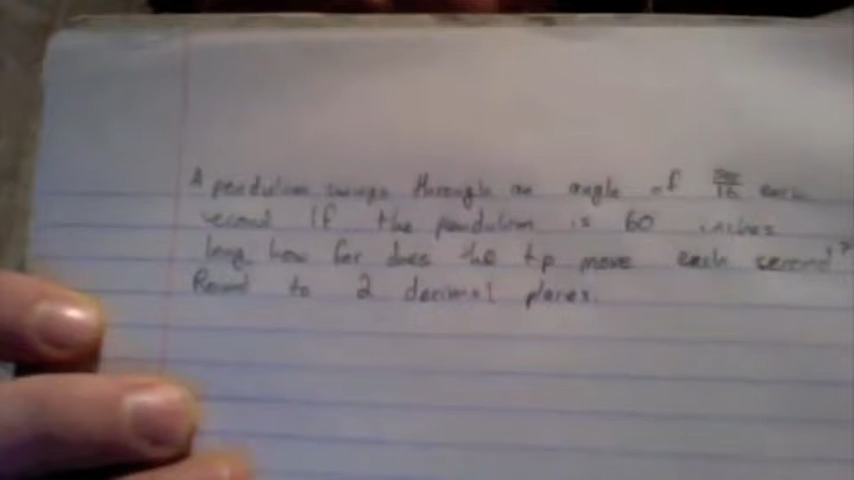 A pendulum swings through an angle of each
second If the pendulum is 60 inches
long how far does the tip move each second?
Round to 2 decimal places.